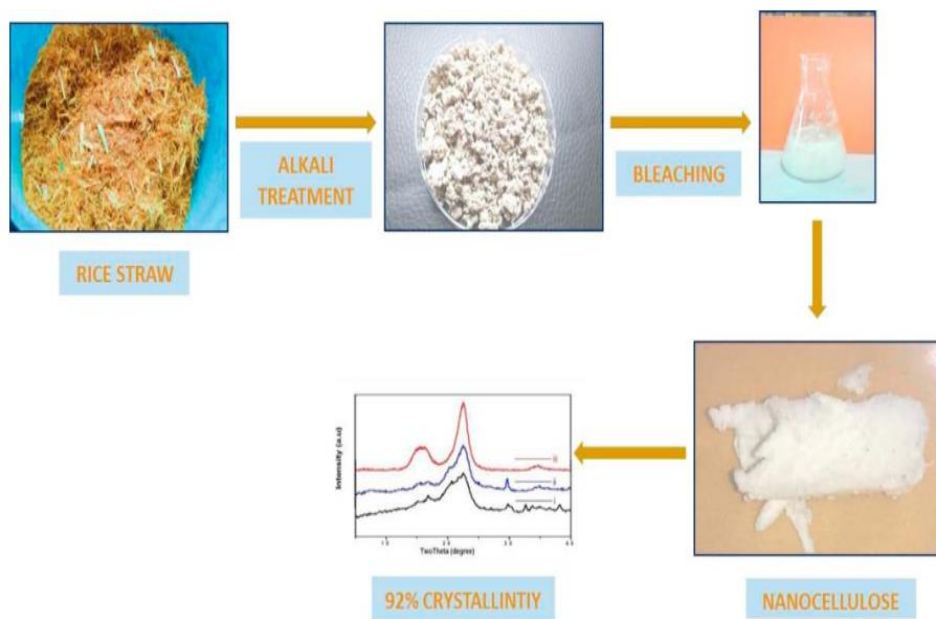 ALKALI
TREATMENT
BLEACHING
RICE STRAW
Intensity (a.u)
TwoTheta (degree)
92% CRYSTALLINTIY
NANOCELLULOSE